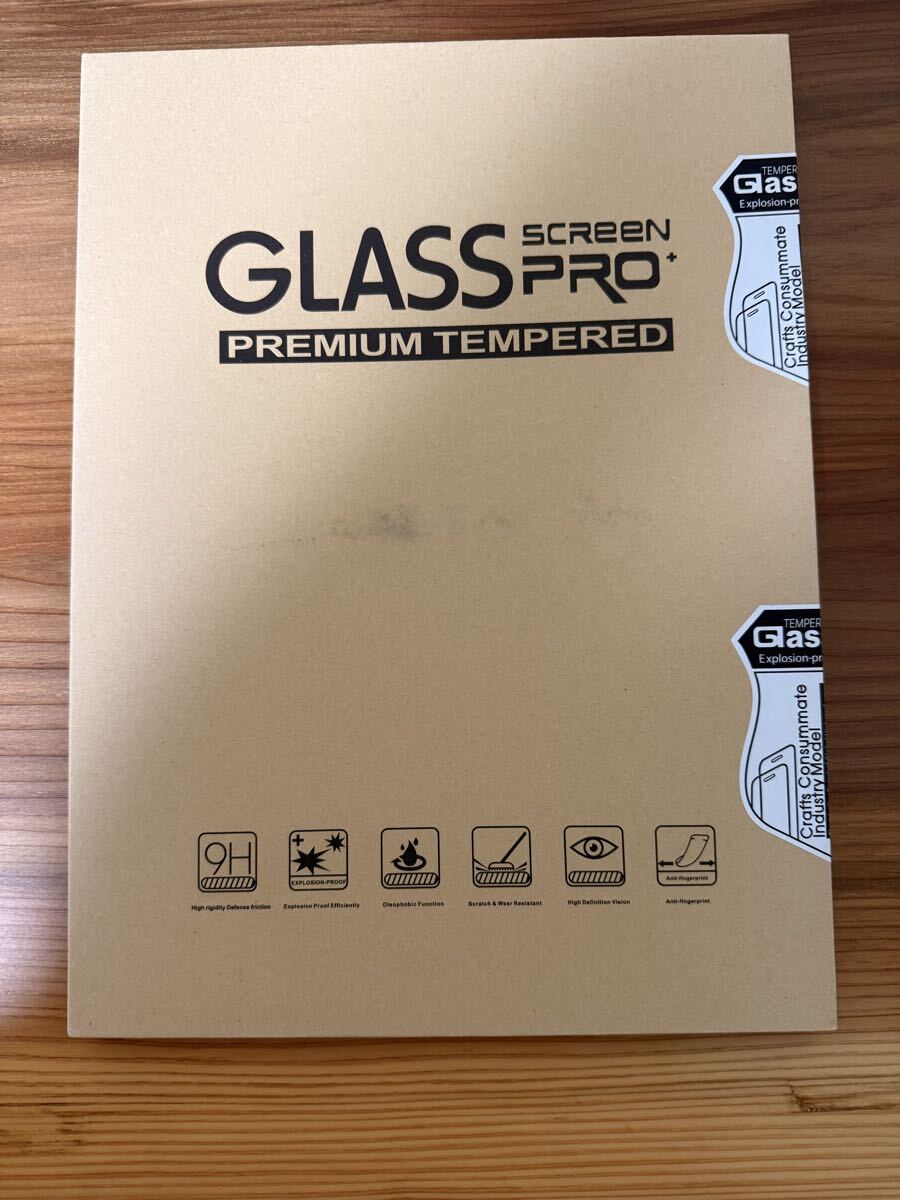 GLASS SCREEN PRO+
PREMIUM TEMPERED
TEMPER
Glas
Explosion-pr
Crafts Consummate
Industry Model
TEMPER
Glas
Explosion-pr
Crafts Consummate
Industry Model
9H
EXPLOSION-PROOF
Anti-fingerprint
High rigidity Defense friction
Explosion Proof Efficiently
Oleophobic Function
Scratch & Wear Resistant
High Definition Vision
Anti-fingerprint